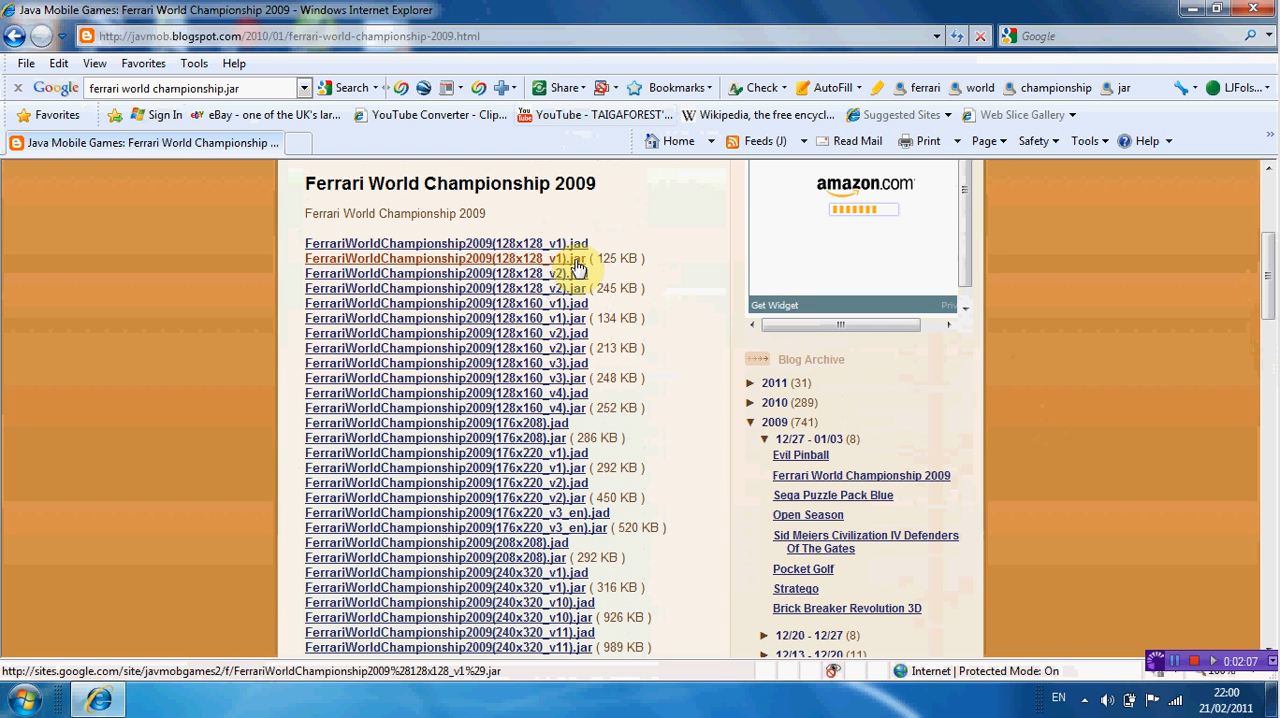 Java Mobile Games: Ferrari World Championship 2009 - Windows Internet Explorer
http://javmob.blogspot.com/2010/01/ferrari-world-championship-2009.html
Google
File Edit View Favorites Tools Help
x Google ferrari world championship.jar Search Share Bookmarks Check AutoFill ferrari world championship jar LJFols...
Favorites Sign In eBay - one of the UK's lar... YouTube Converter - Clip... YouTube - TAIGAFOREST'... Wikipedia, the free encycl... Suggested Sites Web Slice Gallery
Java Mobile Games: Ferrari World Championship ... Home Feeds (J) Read Mail Print Page Safety Tools Help
Ferrari World Championship 2009
Ferrari World Championship 2009
FerrariWorldChampionship2009(128x128_v1).jad
FerrariWorldChampionship2009(128x128_v1).jar ( 125 KB )
FerrariWorldChampionship2009(128x128_v2).
FerrariWorldChampionship2009(128x128_v2).jar ( 245 KB )
FerrariWorldChampionship2009(128x160_v1).jad
FerrariWorldChampionship2009(128x160_v1).jar ( 134 KB )
FerrariWorldChampionship2009(128x160_v2).jad
FerrariWorldChampionship2009(128x160_v2).jar ( 213 KB )
FerrariWorldChampionship2009(128x160_v3).jad
FerrariWorldChampionship2009(128x160_v3).jar ( 248 KB )
FerrariWorldChampionship2009(128x160_v4).jad
FerrariWorldChampionship2009(128x160_v4).jar ( 252 KB )
FerrariWorldChampionship2009(176x208).jad
FerrariWorldChampionship2009(176x208).jar ( 286 KB )
FerrariWorldChampionship2009(176x220_v1).jad
FerrariWorldChampionship2009(176x220_v1).jar ( 292 KB )
FerrariWorldChampionship2009(176x220_v2).jad
FerrariWorldChampionship2009(176x220_v2).jar ( 450 KB )
FerrariWorldChampionship2009(176x220_v3_en).jad
FerrariWorldChampionship2009(176x220_v3_en).jar ( 520 KB )
FerrariWorldChampionship2009(208x208).jad
FerrariWorldChampionship2009(208x208).jar ( 292 KB )
FerrariWorldChampionship2009(240x320_v1).jad
FerrariWorldChampionship2009(240x320_v1).jar ( 316 KB )
FerrariWorldChampionship2009(240x320_v10).jad
FerrariWorldChampionship2009(240x320_v10).jar ( 926 KB )
FerrariWorldChampionship2009(240x320_v11).jad
FerrariWorldChampionship2009(240x320_v11).jar ( 989 KB )
amazon.com
Get Widget Priv
Blog Archive
► 2011 (31)
► 2010 (289)
▼ 2009 (741)
▼ 12/27 - 01/03 (8)
Evil Pinball
Ferrari World Championship 2009
Sega Puzzle Pack Blue
Open Season
Sid Meiers Civilization IV Defenders
Of The Gates
Pocket Golf
Stratego
Brick Breaker Revolution 3D
► 12/20 - 12/27 (8)
► 12/13 - 12/20 (11)
http://sites.google.com/site/javmobgames2/f/FerrariWorldChampionship2009%28128x128_v1%29.jar
Internet | Protected Mode: On
0:02:07
EN
22:00
21/02/2011